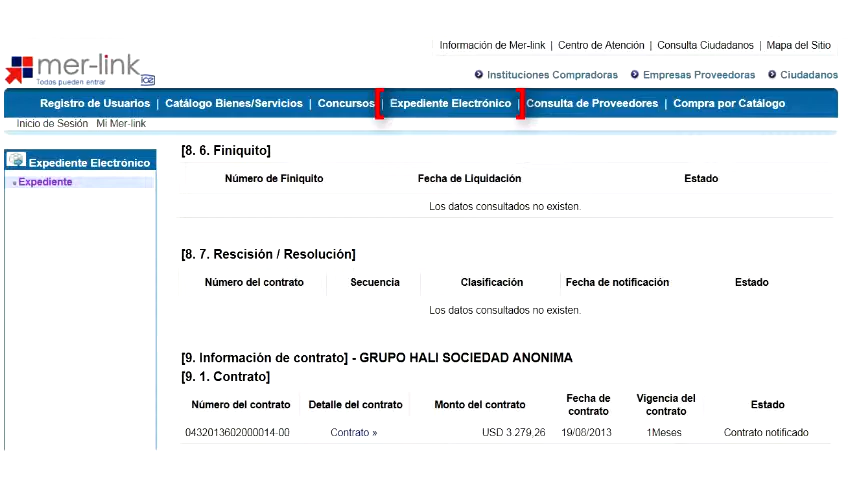 Información de Mer-link | Centro de Atención | Consulta Ciudadanos | Mapa del Sitio
mer-link
Todos pueden entrar
ice
Instituciones Compradoras Empresas Proveedoras Ciudadanos
Registro de Usuarios | Catálogo Bienes/Servicios | Concursos | Expediente Electrónico | Consulta de Proveedores | Compra por Catálogo
Inicio de Sesión Mi Mer-link
Expediente Electrónico
Expediente
[8. 6. Finiquito]
Número de Finiquito Fecha de Liquidación Estado
Los datos consultados no existen.
[8. 7. Rescisión / Resolución]
Número del contrato Secuencia Clasificación Fecha de notificación Estado
Los datos consultados no existen.
[9. Información de contrato] - GRUPO HALI SOCIEDAD ANONIMA
[9. 1. Contrato]
Número del contrato Detalle del contrato Monto del contrato Fecha de contrato Vigencia del contrato Estado
0432013602000014-00 Contrato » USD 3.279,26 19/08/2013 1Meses Contrato notificado